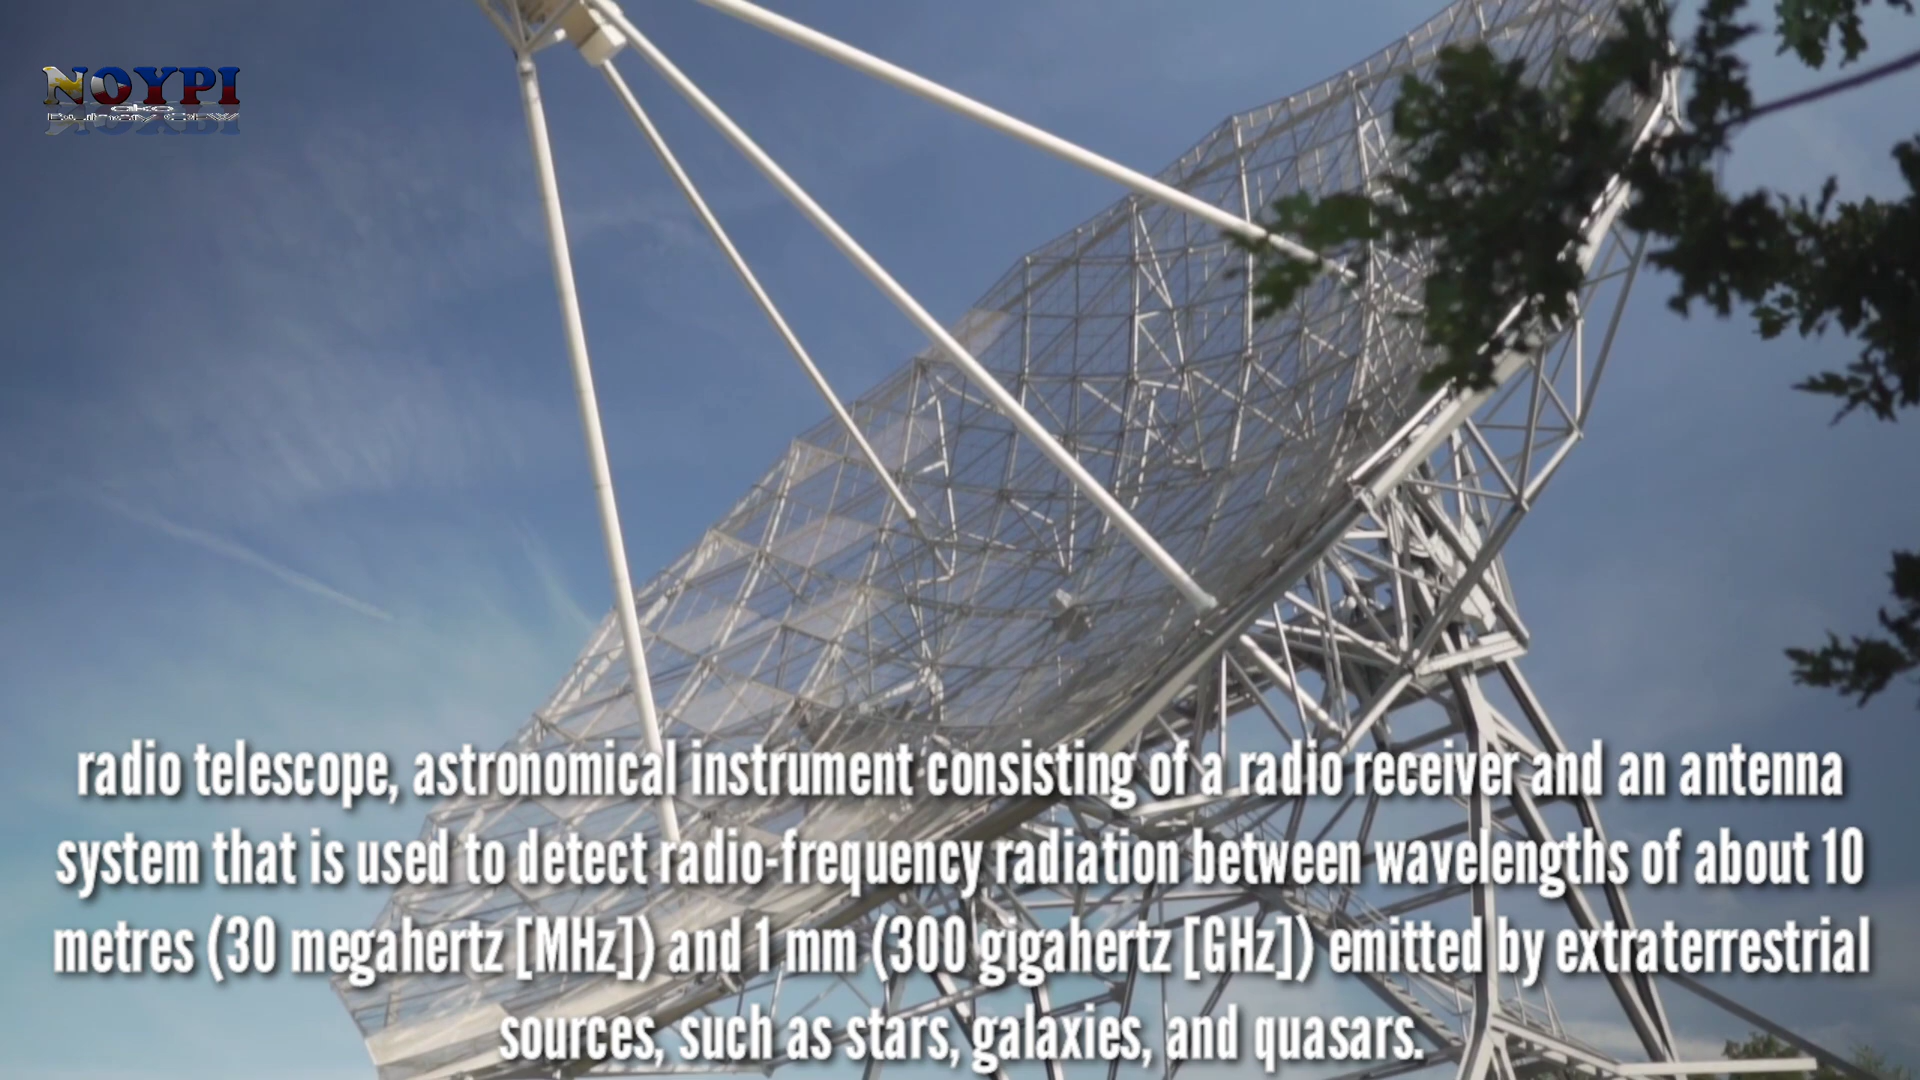 NOYPI
ako
radio telescope, astronomical instrument consisting of a radio receiver and an antenna
system that is used to detect radio-frequency radiation between wavelengths of about 10
metres (30 megahertz [MHz]) and 1 mm (300 gigahertz [GHz]) emitted by extraterrestrial
sources, such as stars, galaxies, and quasars.